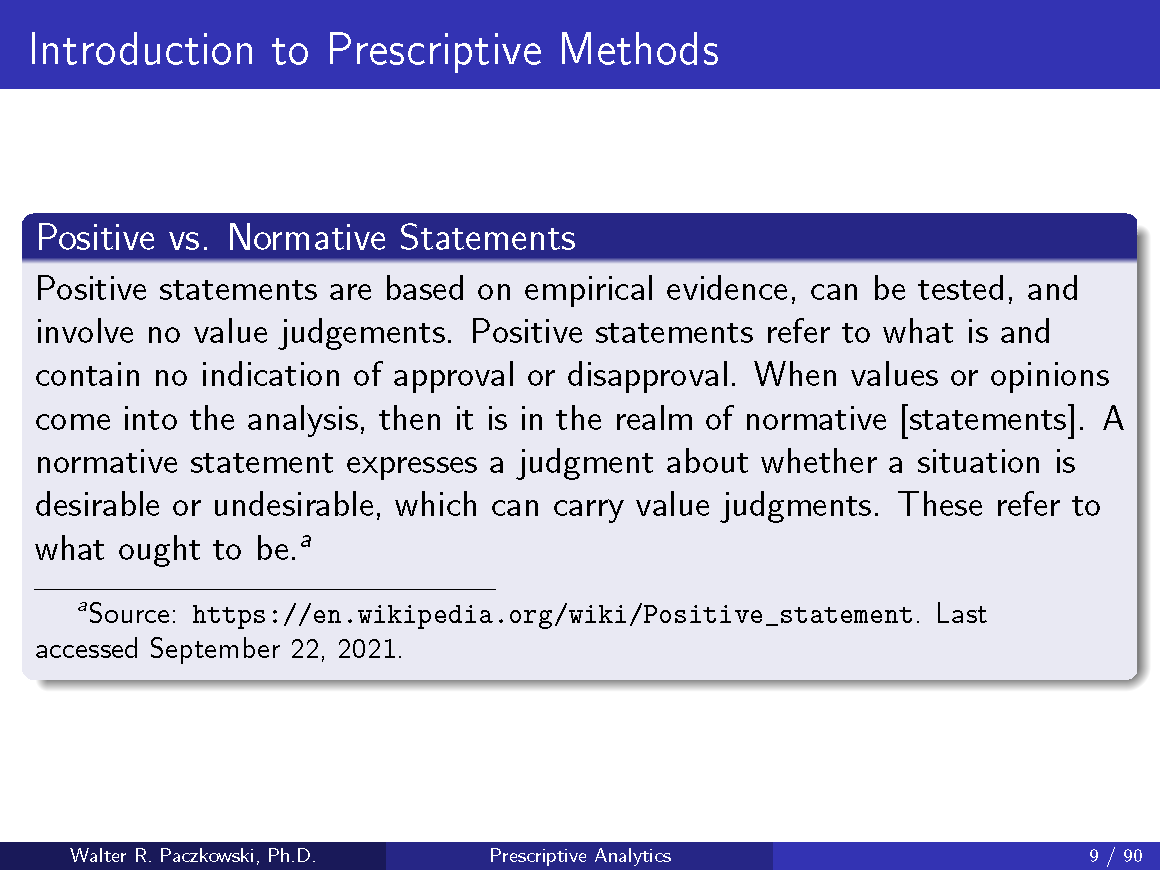 Introduction to Prescriptive Methods
Positive vs. Normative Statements
Positive statements are based on empirical evidence, can be tested, and
involve no value judgements. Positive statements refer to what is and
contain no indication of approval or disapproval. When values or opinions
come into the analysis, then it is in the realm of normative [statements]. A
normative statement expresses a judgment about whether a situation is
desirable or undesirable, which can carry value judgments. These refer to
what ought to be.a
aSource: https://en.wikipedia.org/wiki/Positive_statement. Last
accessed September 22, 2021.
Walter R. Paczkowski, Ph.D. Prescriptive Analytics 9 / 90